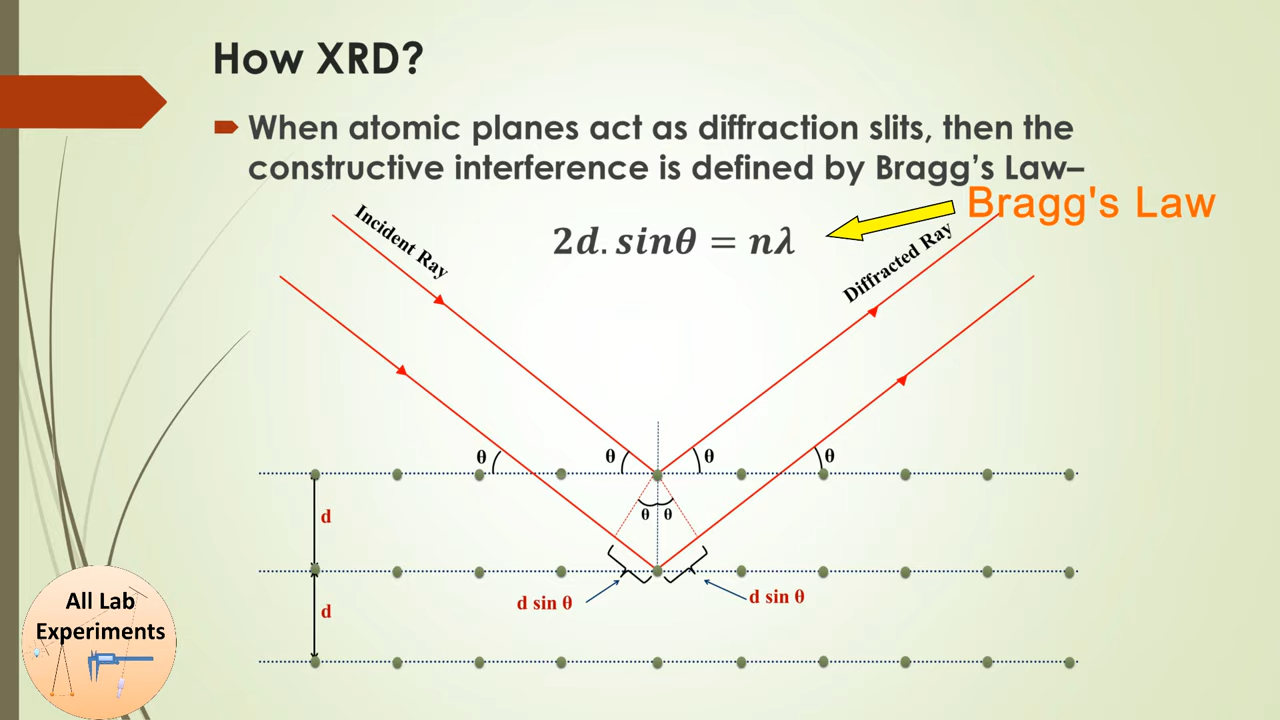 How XRD?
When atomic planes act as diffraction slits, then the
constructive interference is defined by Bragg's Law–
Bragg's Law
2d. sinθ = nλ
Incident Ray
Diffracted Ray
θ
θ
θ
θ
θ θ
d
d
d sin θ
d sin θ
All Lab
Experiments